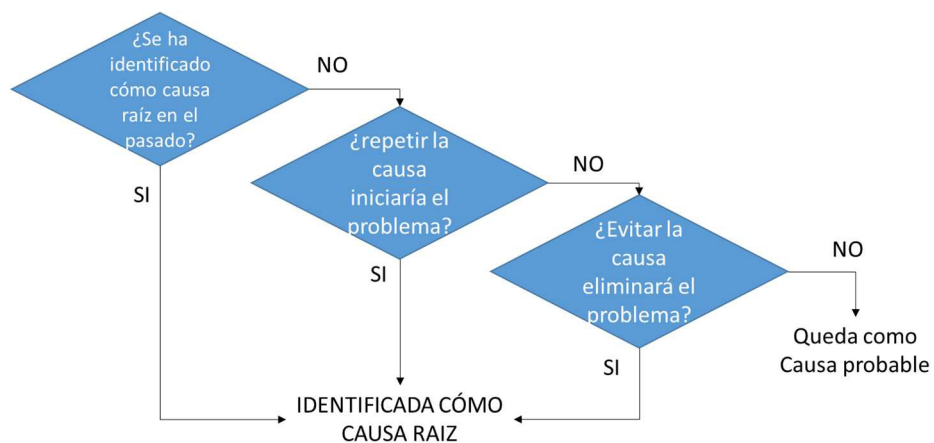 ¿Se ha
identificado
cómo causa
raíz en el
pasado?
NO
SI
¿repetir la
causa
iniciaría el
problema?
NO
SI
¿Evitar la
causa
eliminará el
problema?
NO
SI
Queda como
Causa probable
IDENTIFICADA CÓMO
CAUSA RAIZ